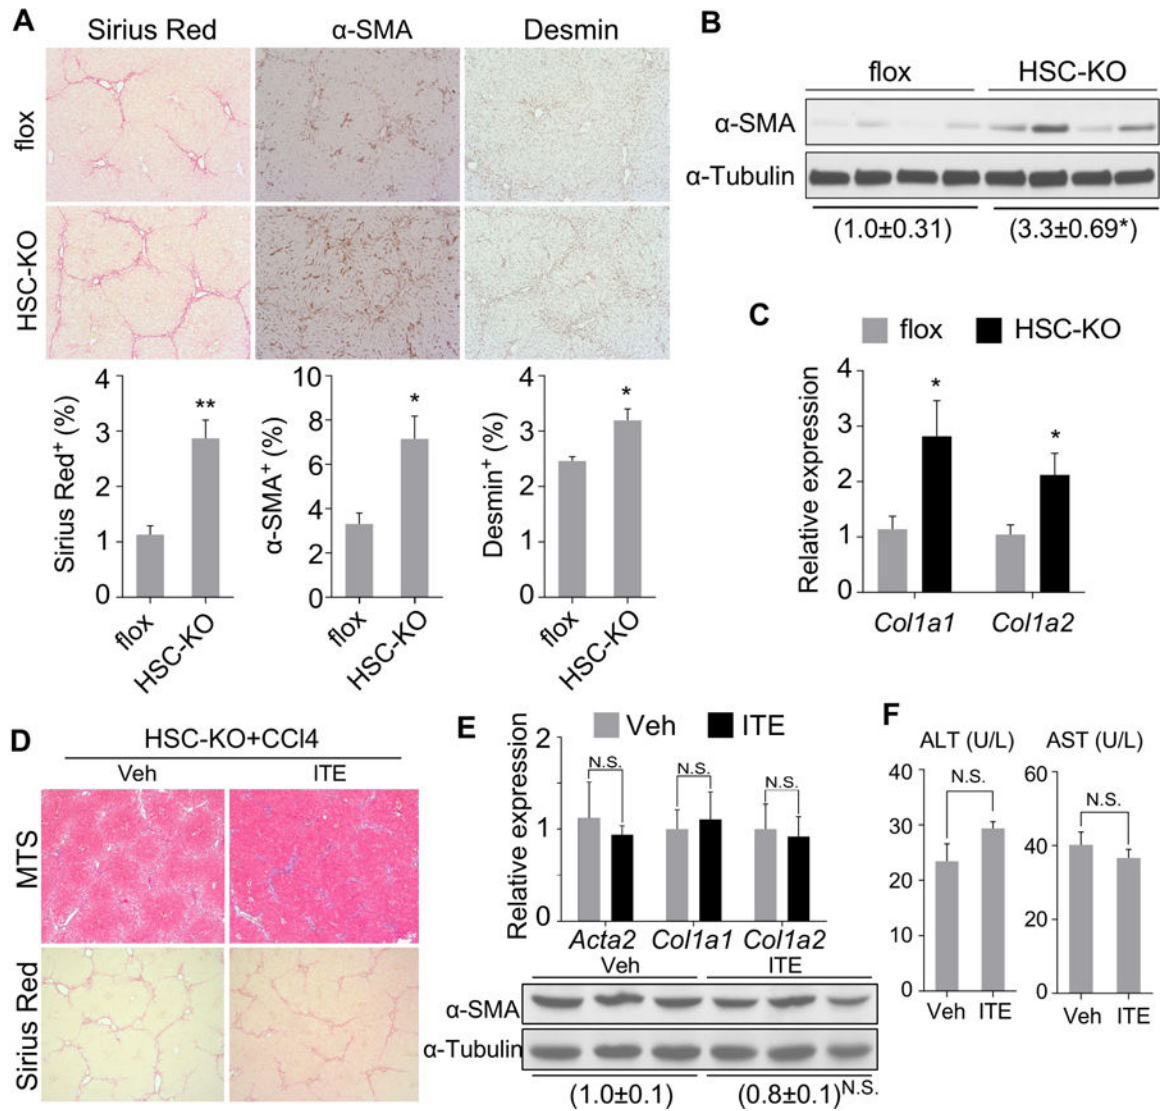 A
Sirius Red
α-SMA
Desmin
flox
HSC-KO
Sirius Red+ (%)
4
3
2
1
0
**
flox
HSC-KO
α-SMA+ (%)
10
8
6
4
2
0
*
flox
HSC-KO
Desmin+ (%)
4
3
2
1
0
*
flox
HSC-KO
B
flox
HSC-KO
α-SMA
α-Tubulin
(1.0±0.31)
(3.3±0.69*)
C
flox
HSC-KO
Relative expression
4
3
2
1
0
*
*
Col1a1
Col1a2
D
HSC-KO+CCl4
Veh
ITE
MTS
Sirius Red
E
Veh
ITE
Relative expression
2
1
0
N.S.
N.S.
N.S.
Acta2
Col1a1
Col1a2
Veh
ITE
α-SMA
α-Tubulin
(1.0±0.1)
(0.8±0.1)N.S.
F
ALT (U/L)
40
30
20
10
0
N.S.
Veh
ITE
AST (U/L)
60
40
20
0
N.S.
Veh
ITE